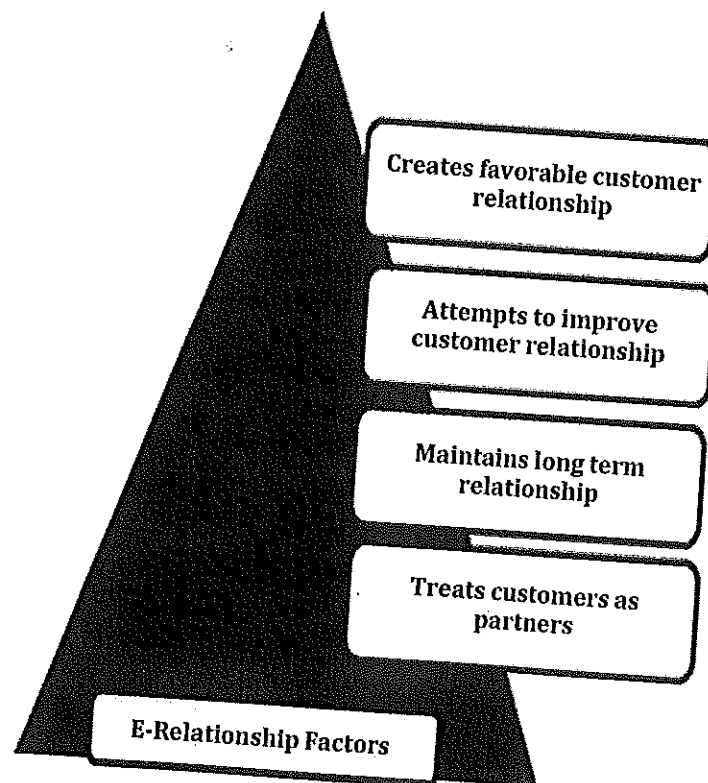 Creates favorable customer
relationship
Attempts to improve
customer relationship
Maintains long term
relationship
Treats customers as
partners
E-Relationship Factors